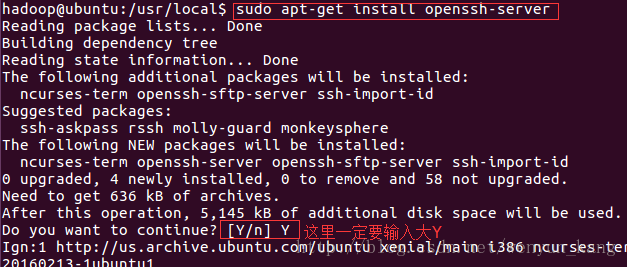 hadoop@ubuntu:/usr/local$ sudo apt-get install openssh-server
Reading package lists... Done
Building dependency tree
Reading state information... Done
The following additional packages will be installed:
  ncurses-term openssh-sftp-server ssh-import-id
Suggested packages:
  ssh-askpass rssh molly-guard monkeysphere
The following NEW packages will be installed:
  ncurses-term openssh-server openssh-sftp-server ssh-import-id
0 upgraded, 4 newly installed, 0 to remove and 58 not upgraded.
Need to get 636 kB of archives.
After this operation, 5,145 kB of additional disk space will be used.
Do you want to continue? [Y/n] Y 这里一定要输入大Y
Ign:1 http://us.archive.ubuntu.com/ubuntu xenial/main i386 ncurses-term
20160213-1ubuntu1